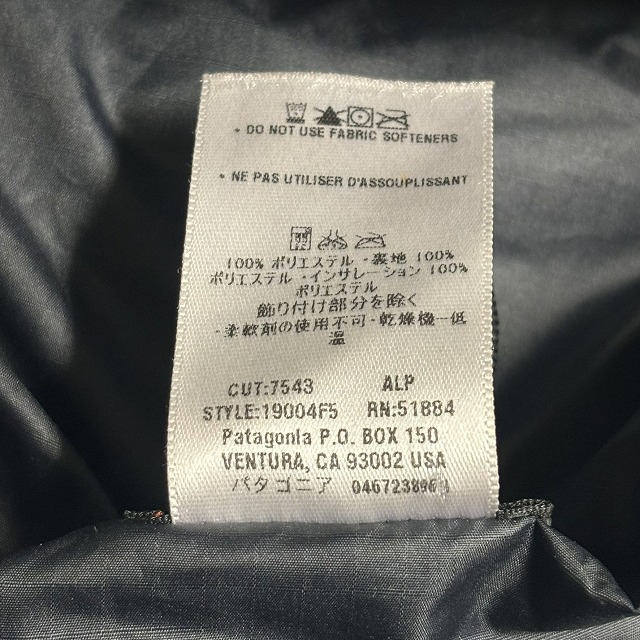 • DO NOT USE FABRIC SOFTENERS
• NE PAS UTILISER D'ASSOUPLISSANT
100% ポリエステル・裏地 100%
ポリエステル・インサレーション 100%
ポリエステル
飾り付け部分を除く
・柔軟剤の使用不可・乾燥機ー低
温
CUT:7543 ALP
STYLE:19004F5 RN:51884
Patagonia P.O. BOX 150
VENTURA, CA 93002 USA
パタゴニア